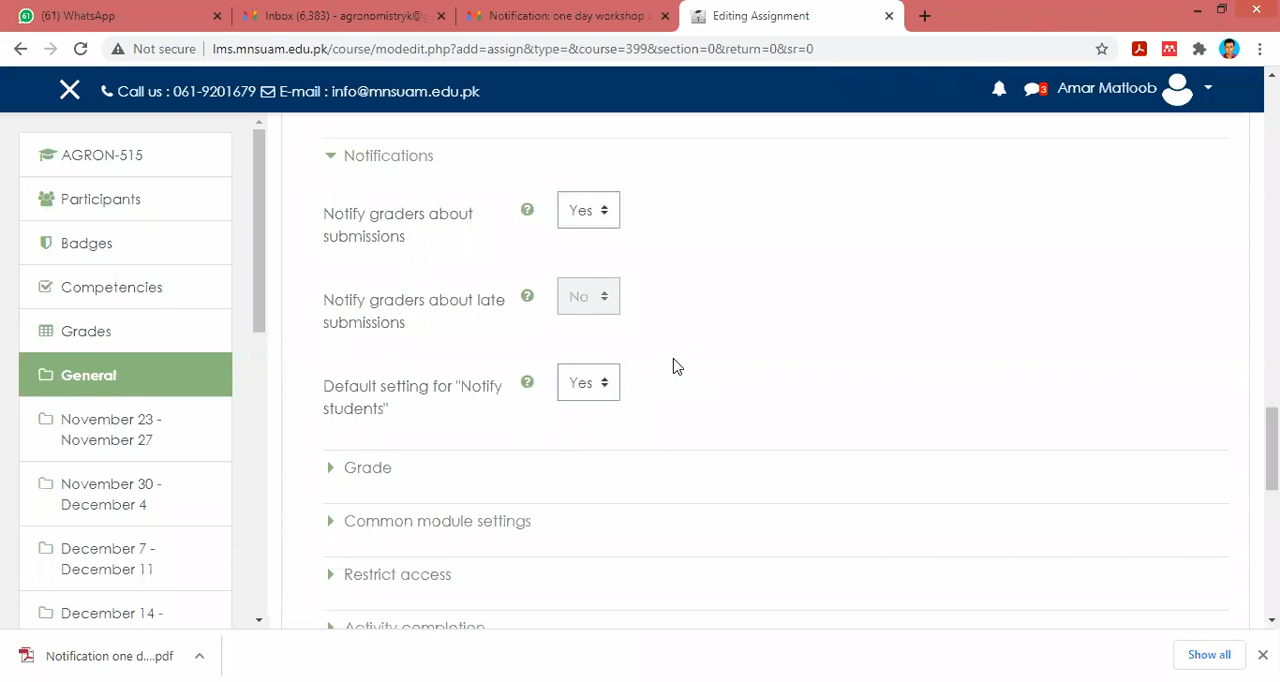 (61) WhatsApp
Inbox (6,383) - agronomistryk@g
Notification: one day workshop
Editing Assignment
Not secure
lms.mnsuam.edu.pk/course/modedit.php?add=assign&type=&course=399&section=0&return=0&sr=0
Call us : 061-9201679 E-mail : info@mnsuam.edu.pk
3
Amar Matloob
AGRON-515
Participants
Badges
Competencies
Grades
General
November 23 -
November 27
November 30 -
December 4
December 7 -
December 11
December 14 -
Notifications
Notify graders about
submissions
Yes
Notify graders about late
submissions
No
Default setting for "Notify
students"
Yes
Grade
Common module settings
Restrict access
Activity completion
Notification one d....pdf
Show all